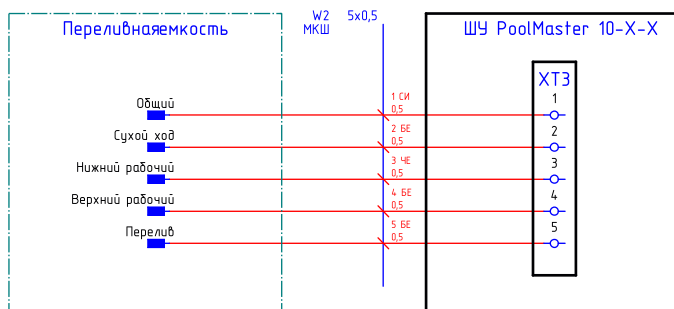 W2 5x0,5
МКШ
Переливнаяемкость
ШУ PoolMaster 10-X-X
XT3
Общий
1 СИ
0,5
1
Сухой ход
2 БЕ
0,5
2
Нижний рабочий
3 ЧЕ
0,5
3
Верхний рабочий
4 БЕ
0,5
4
Перелив
5 БЕ
0,5
5